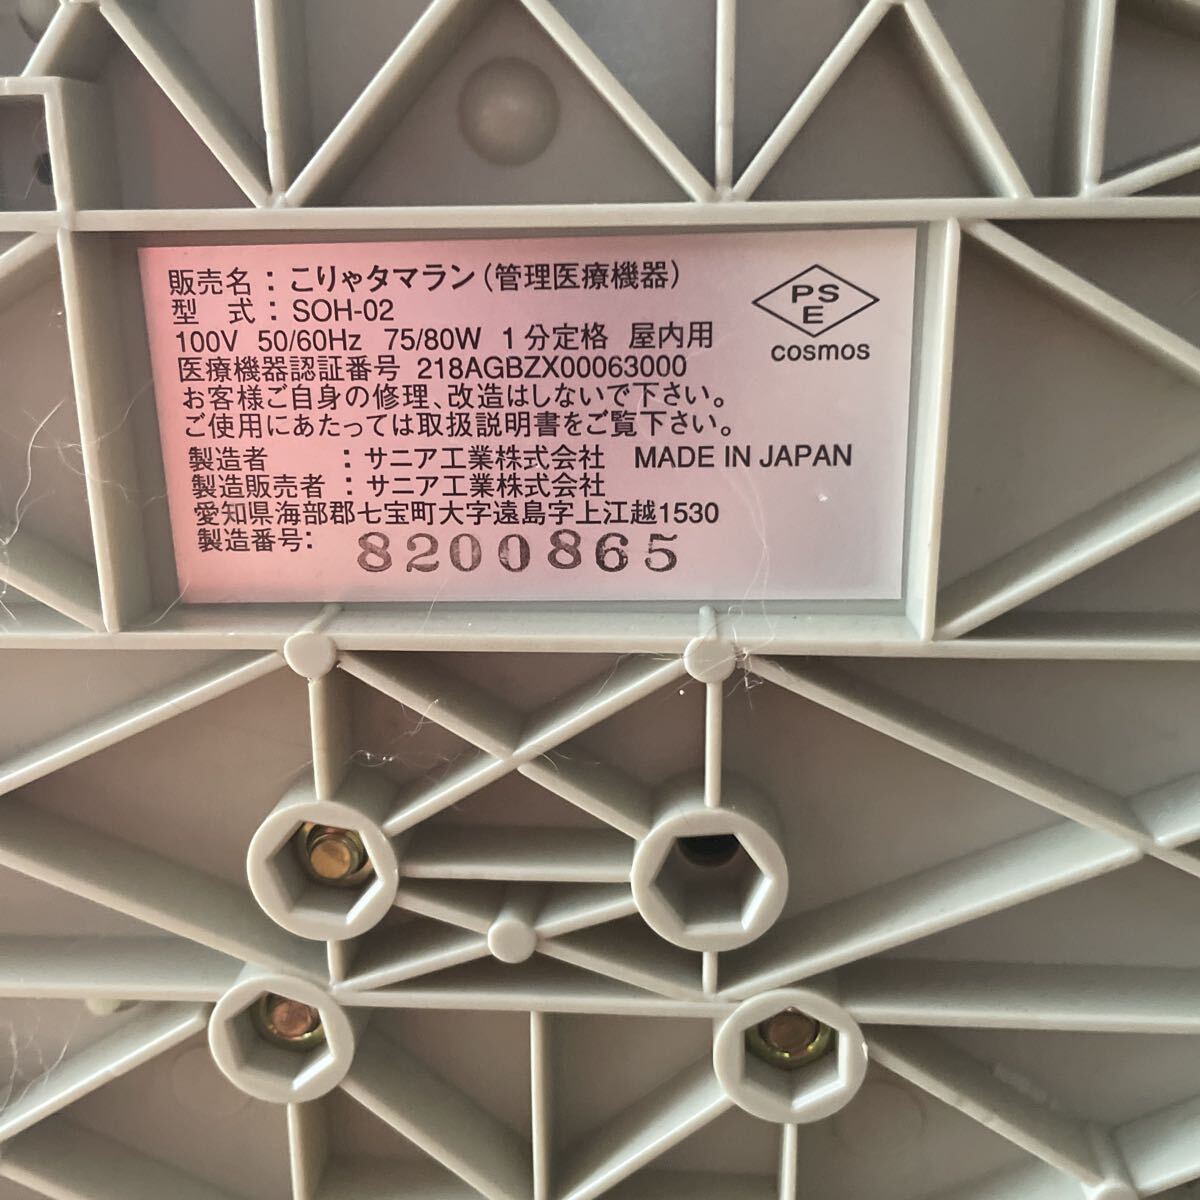 販売名：こりゃタマラン（管理医療機器）
型　式：SOH-02
100V 50/60Hz 75/80W 1分定格 屋内用
医療機器認証番号 218AGBZX00063000
お客様ご自身の修理、改造はしないで下さい。
ご使用にあたっては取扱説明書をご覧下さい。
製造者　　：サニア工業株式会社　MADE IN JAPAN
製造販売者：サニア工業株式会社
愛知県海部郡七宝町大字遠島字上江越1530
製造番号：8200865
PS
E
cosmos